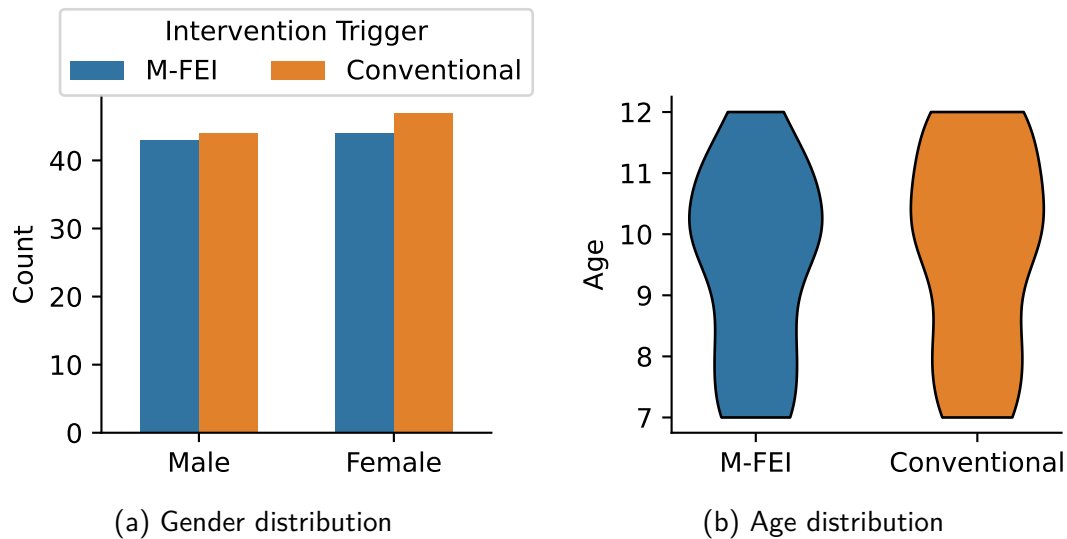 Intervention Trigger
M-FEI Conventional
Count
40
30
20
10
0
Male Female
(a) Gender distribution
Age
12
11
10
9
8
7
M-FEI Conventional
(b) Age distribution